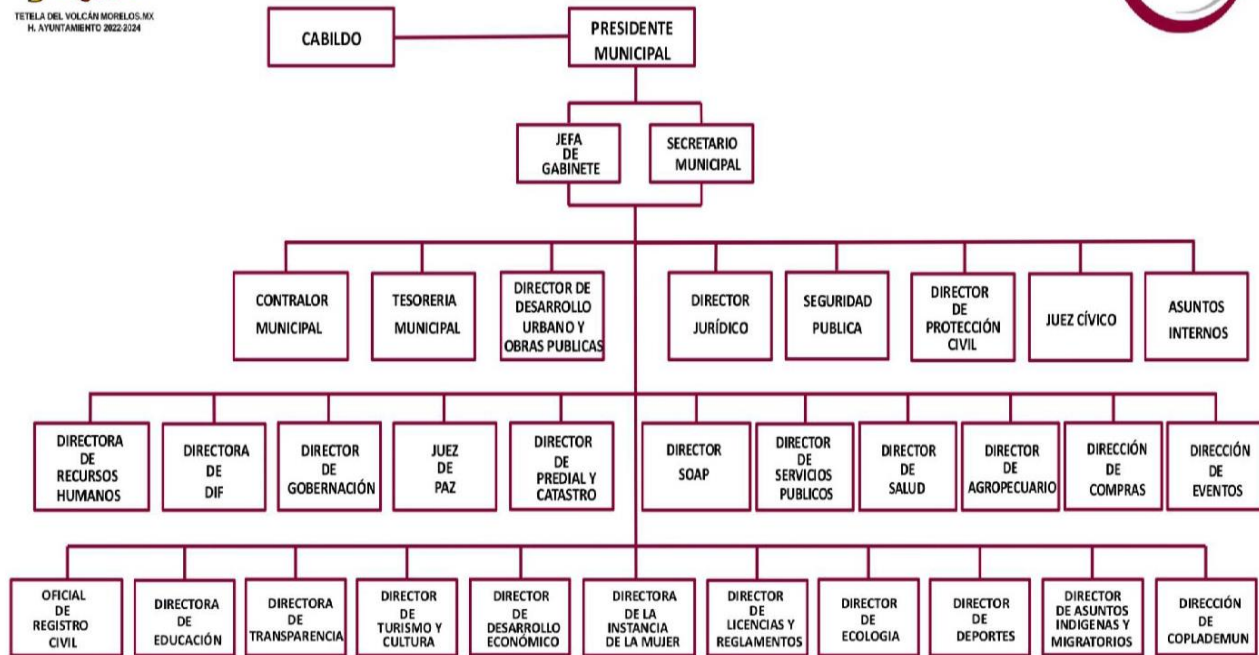 TETELA DEL VOLCÁN MORELOS.MX
H. AYUNTAMIENTO 2022-2024
CABILDO
PRESIDENTE
MUNICIPAL
JEFA
DE
GABINETE
SECRETARIO
MUNICIPAL
CONTRALOR
MUNICIPAL
TESORERIA
MUNICIPAL
DIRECTOR DE
DESARROLLO
URBANO Y
OBRAS PUBLICAS
DIRECTOR
JURÍDICO
SEGURIDAD
PUBLICA
DIRECTOR
DE
PROTECCIÓN
CIVIL
JUEZ CÍVICO
ASUNTOS
INTERNOS
DIRECTORA
DE
RECURSOS
HUMANOS
DIRECTORA
DE
DIF
DIRECTOR
DE
GOBERNACIÓN
JUEZ
DE
PAZ
DIRECTOR
DE
PREDIAL Y
CATASTRO
DIRECTOR
SOAP
DIRECTOR
DE
SERVICIOS
PUBLICOS
DIRECTOR
DE
SALUD
DIRECTOR
DE
AGROPECUARIO
DIRECCIÓN
DE
COMPRAS
DIRECCIÓN
DE
EVENTOS
OFICIAL
DE
REGISTRO
CIVIL
DIRECTORA
DE
EDUCACIÓN
DIRECTORA
DE
TRANSPARENCIA
DIRECTOR
DE
TURISMO Y
CULTURA
DIRECTOR
DE
DESARROLLO
ECONÓMICO
DIRECTORA
DE LA
INSTANCIA
DE LA MUJER
DIRECTOR
DE
LICENCIAS Y
REGLAMENTOS
DIRECTOR
DE
ECOLOGIA
DIRECTOR
DE
DEPORTES
DIRECTOR
DE ASUNTOS
INDIGENAS Y
MIGRATORIOS
DIRECCIÓN
DE
COPLADEMUN